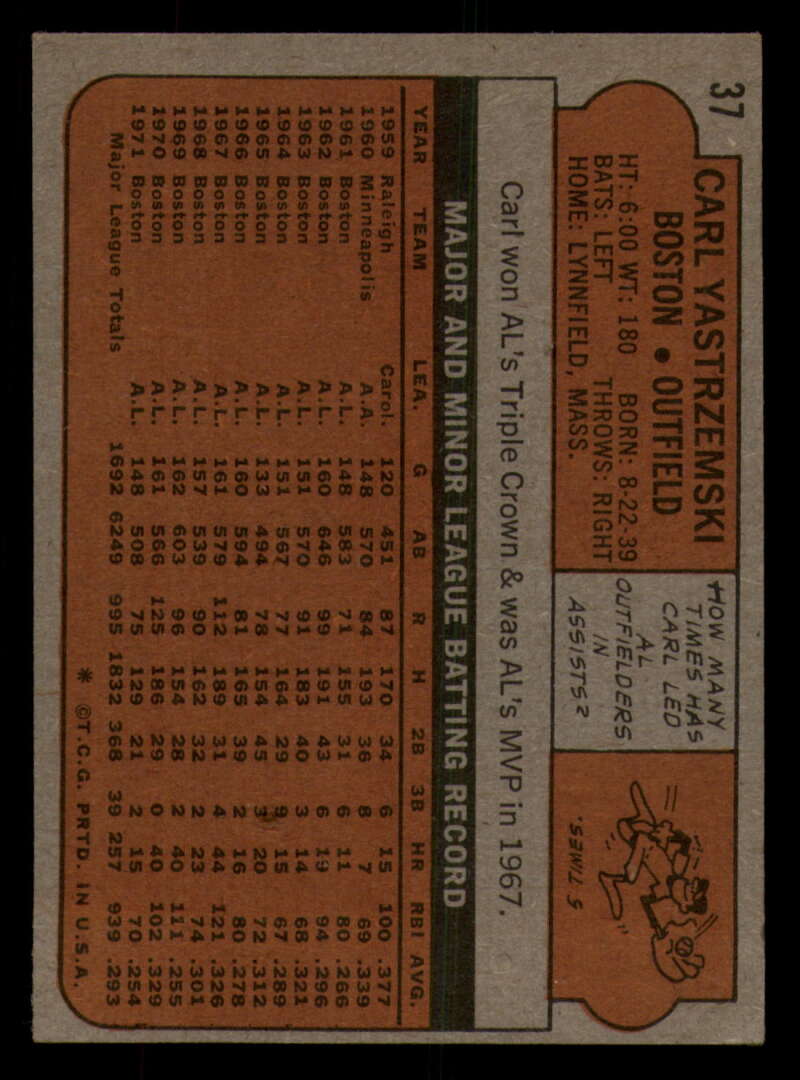 37
CARL YASTRZEMSKI
BOSTON • OUTFIELD
HT: 6:00 WT: 180 BORN: 8-22-39
BATS: LEFT THROWS: RIGHT
HOME: LYNNFIELD, MASS.
HOW MANY
TIMES HAS
CARL LED
AL
OUTFIELDERS
IN
ASSISTS?
5 TIMES.
Carl won AL's Triple Crown & was AL's MVP in 1967.
MAJOR AND MINOR LEAGUE BATTING RECORD
YEAR TEAM LEA. G AB R H 2B 3B HR RBI AVG.
1959 Raleigh Carol. 120 451 87 170 34 6 15 100 .377
1960 Minneapolis A.A. 148 570 84 193 36 8 7 69 .339
1961 Boston A.L. 148 583 71 155 31 6 11 80 .266
1962 Boston A.L. 160 646 99 191 43 6 19 94 .296
1963 Boston A.L. 151 570 91 183 40 3 14 68 .321
1964 Boston A.L. 151 567 77 164 29 9 15 67 .289
1965 Boston A.L. 133 494 78 154 45 3 20 72 .312
1966 Boston A.L. 160 594 81 165 39 2 16 80 .278
1967 Boston A.L. 161 579 112 189 31 4 44 121 .326
1968 Boston A.L. 157 539 90 162 32 2 23 74 .301
1969 Boston A.L. 162 603 96 154 28 2 40 111 .255
1970 Boston A.L. 161 566 125 186 29 0 40 102 .329
1971 Boston A.L. 148 508 75 129 21 2 15 70 .254
Major League Totals 1692 6249 995 1832 368 39 257 939 .293
* ©T.C.G. PRTD. IN U.S.A.